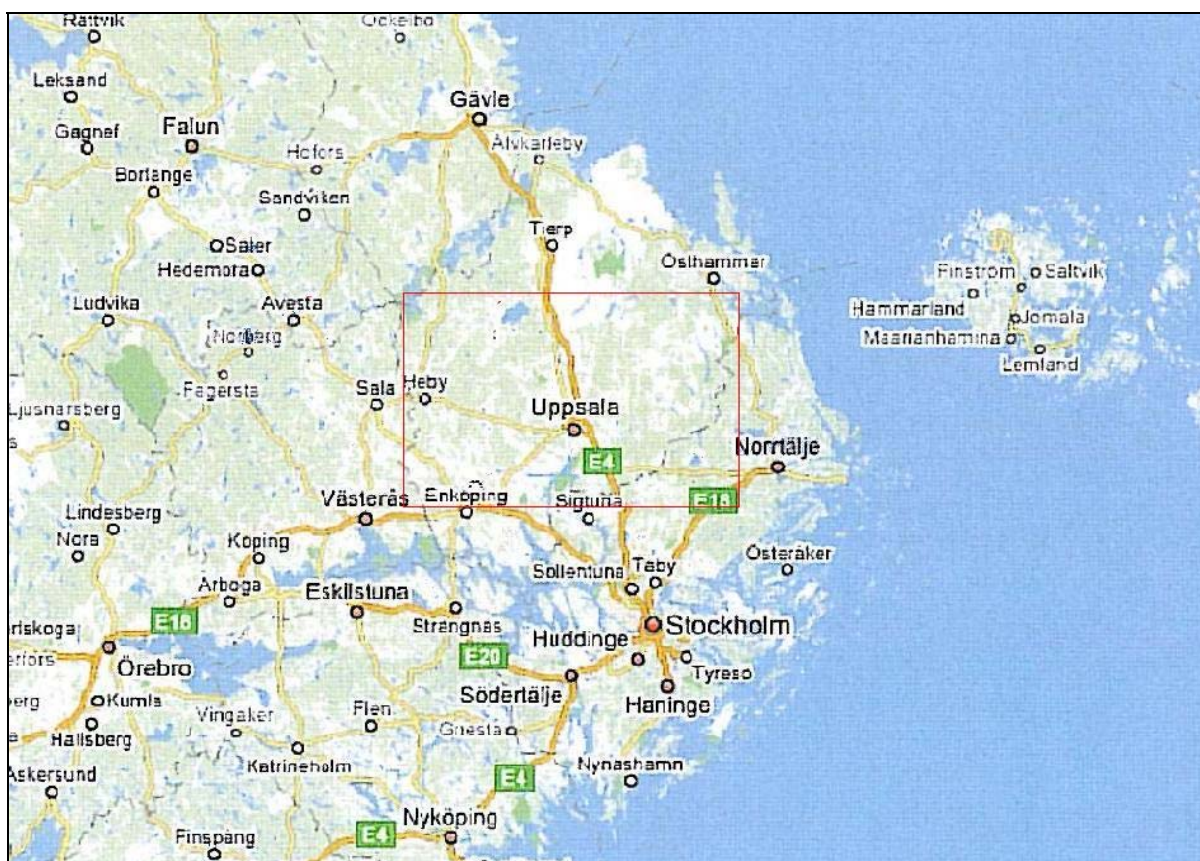 Rättvik
Ockelbo
Leksand
Gävle
Gagnef
Falun
Hofors
Älvkarleby
Borlänge
Sandviken
Säter
Tierp
Hedemora
Östhammar
Finström
Saltvik
Ludvika
Avesta
Hammarland
Jomala
Norberg
Maarianhamina
Lemland
Fagersta
Sala
Heby
Ljusnarsberg
Uppsala
Norrtälje
E4
Västerås
Enköping
Sigtuna
E18
Lindesberg
Nora
Köping
Österåker
Sollentuna
Täby
Arboga
Eskilstuna
Strängnäs
E18
Stockholm
Huddinge
Örebro
E20
Tyresö
Södertälje
Haninge
Kumla
Vingåker
Flen
Gnesta
Hallsberg
Katrineholm
Nynäshamn
Askersund
E4
Nyköping
Finspång
E4